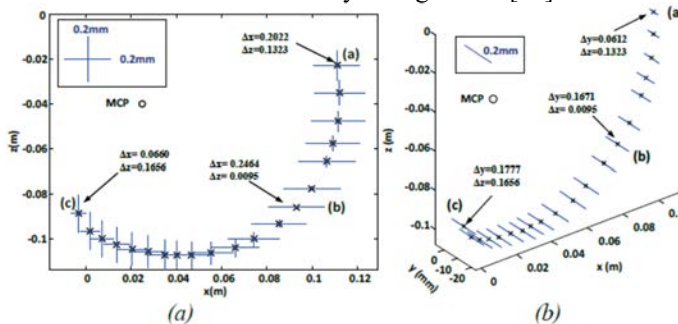 0.2mm
0.2mm
MCP
Δx=0.2022
Δz=0.1323
(a)
Δx= 0.0660
Δz=0.1656
(c)
Δx= 0.2464
Δz=0.0095
(b)
0
-0.02
-0.04
-0.06
-0.08
-0.1
z(m)
0
0.02
0.04
0.06
0.08
0.1
0.12
x(m)
(a)
0.2mm
MCP
Δy=0.0612
Δz=0.1323
(a)
Δy=0.1671
Δz=0.0095
(b)
Δy=0.1777
Δz=0.1656
(c)
0
-0.02
-0.04
-0.06
-0.08
-0.1
z (m)
0
-10
-20
y (mm)
0
0.02
0.04
0.06
0.08
0.1
x (m)
(b)